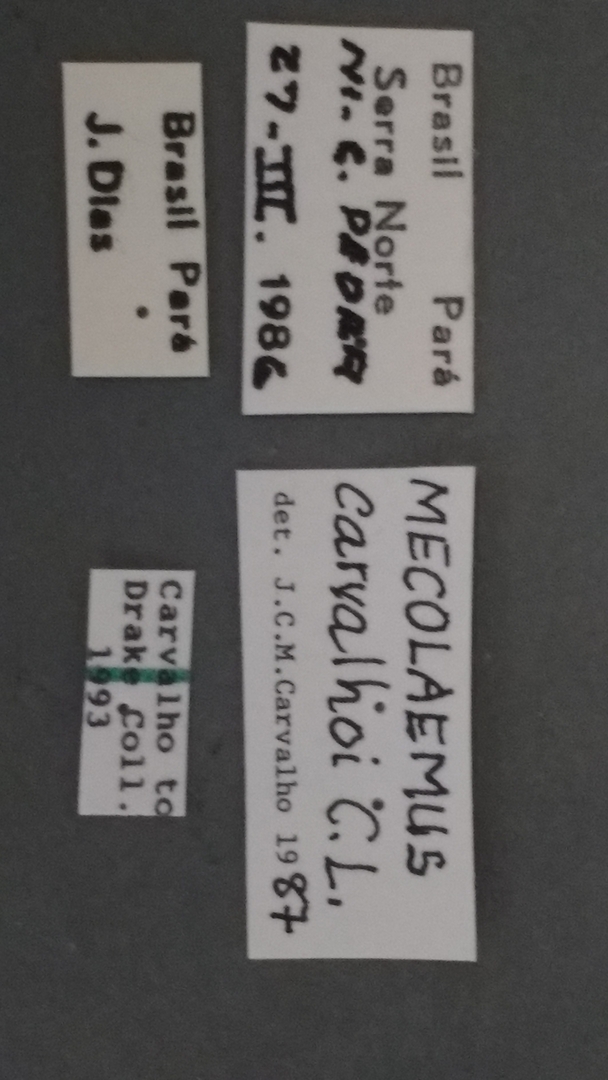 Brasil Pará
Serra Norte
27-III. 1986
Brasil Pará
J. Dias
MECOLAEMUS
carvalhoi C.L.
det. J.C.M.Carvalho 1987
Carvalho to
Drake Coll.
1993